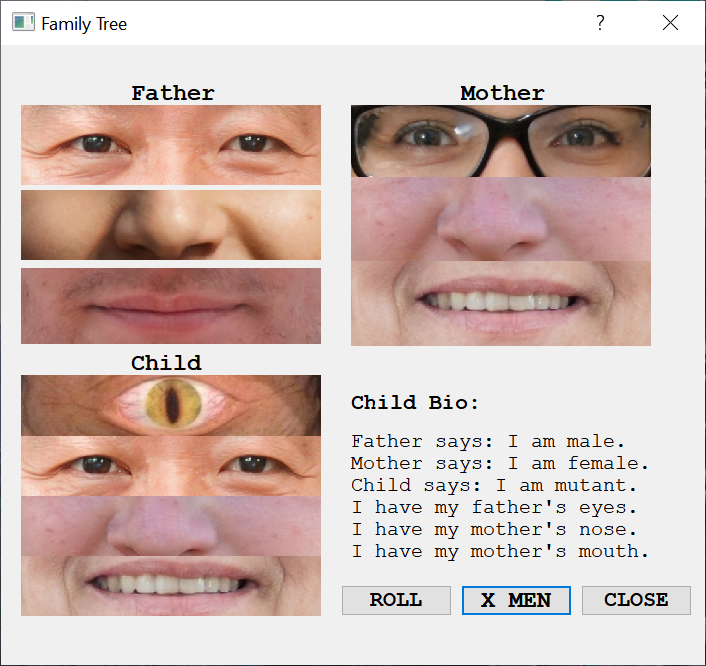 Family Tree
?
Father
Mother
Child
Child Bio:
Father says: I am male.
Mother says: I am female.
Child says: I am mutant.
I have my father's eyes.
I have my mother's nose.
I have my mother's mouth.
ROLL
X MEN
CLOSE